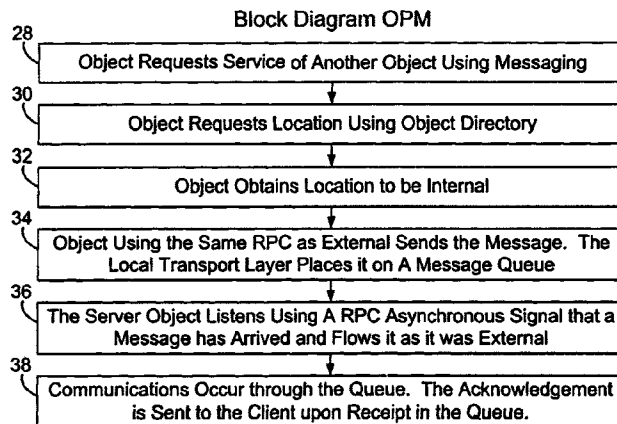 Block Diagram OPM
28
Object Requests Service of Another Object Using Messaging
30
Object Requests Location Using Object Directory
32
Object Obtains Location to be Internal
34
Object Using the Same RPC as External Sends the Message. The
Local Transport Layer Places it on A Message Queue
36
The Server Object Listens Using A RPC Asynchronous Signal that a
Message has Arrived and Flows it as it was External
38
Communications Occur through the Queue. The Acknowledgement
is Sent to the Client upon Receipt in the Queue.